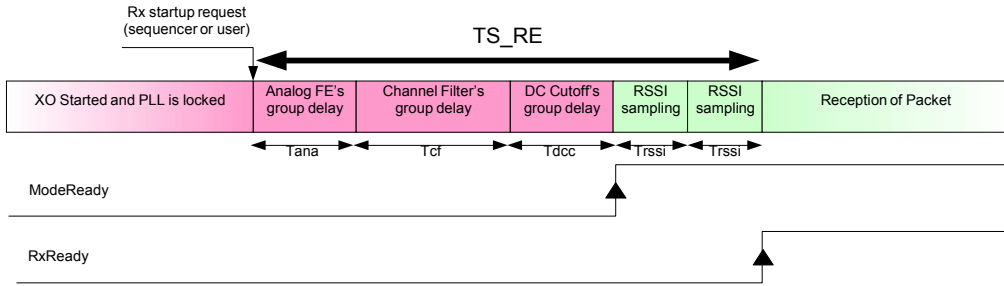 Rx startup request
(sequencer or user)
TS_RE
XO Started and PLL is locked
Analog FE's
group delay
Channel Filter's
group delay
DC Cutoff's
group delay
RSSI
sampling
RSSI
sampling
Reception of Packet
Tana
Tcf
Tdcc
Trssi
Trssi
ModeReady
RxReady